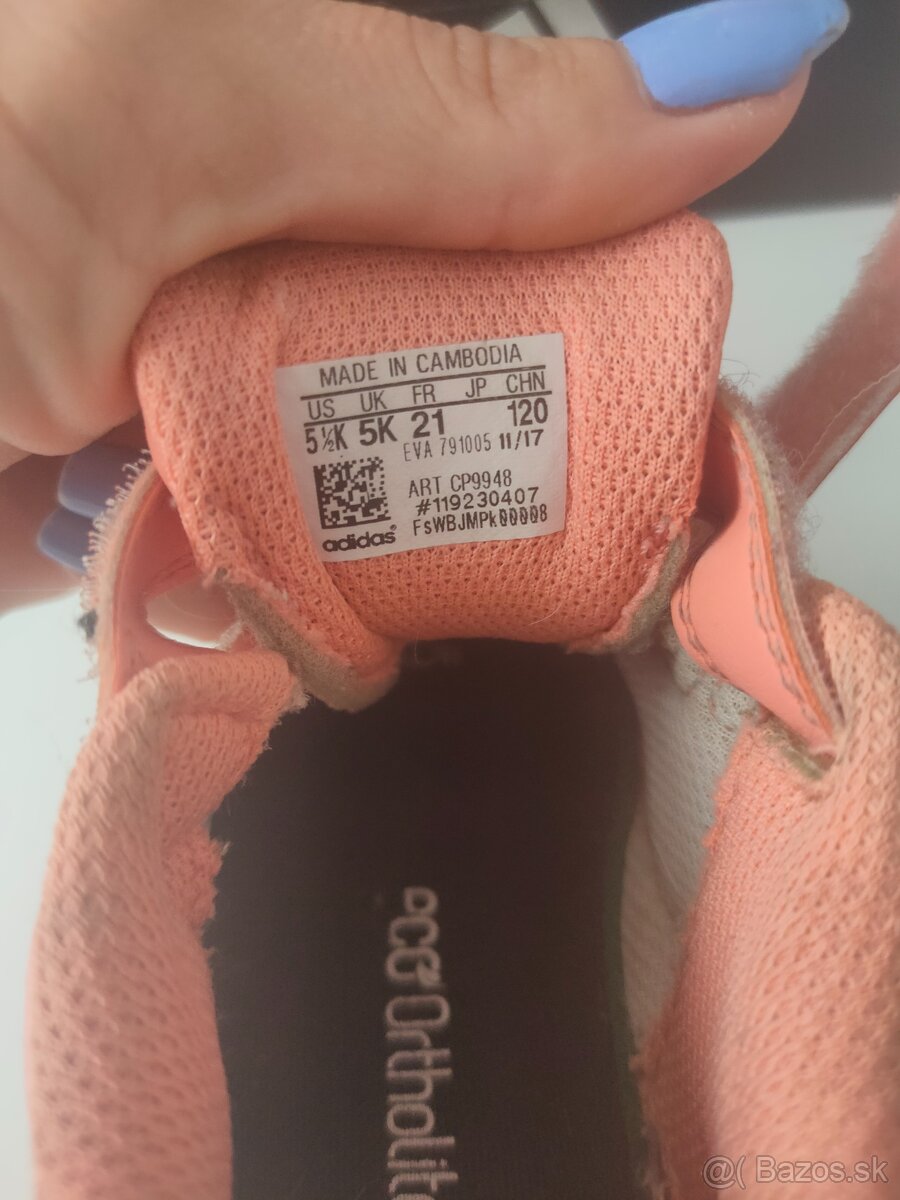 MADE IN CAMBODIA
US UK FR JP CHN
5½K 5K 21 120
EVA 791005 11/17
ART CP9948
#119230407
FsWBJMPk00008
adidas
eco Ortholite
@( Bazos.sk